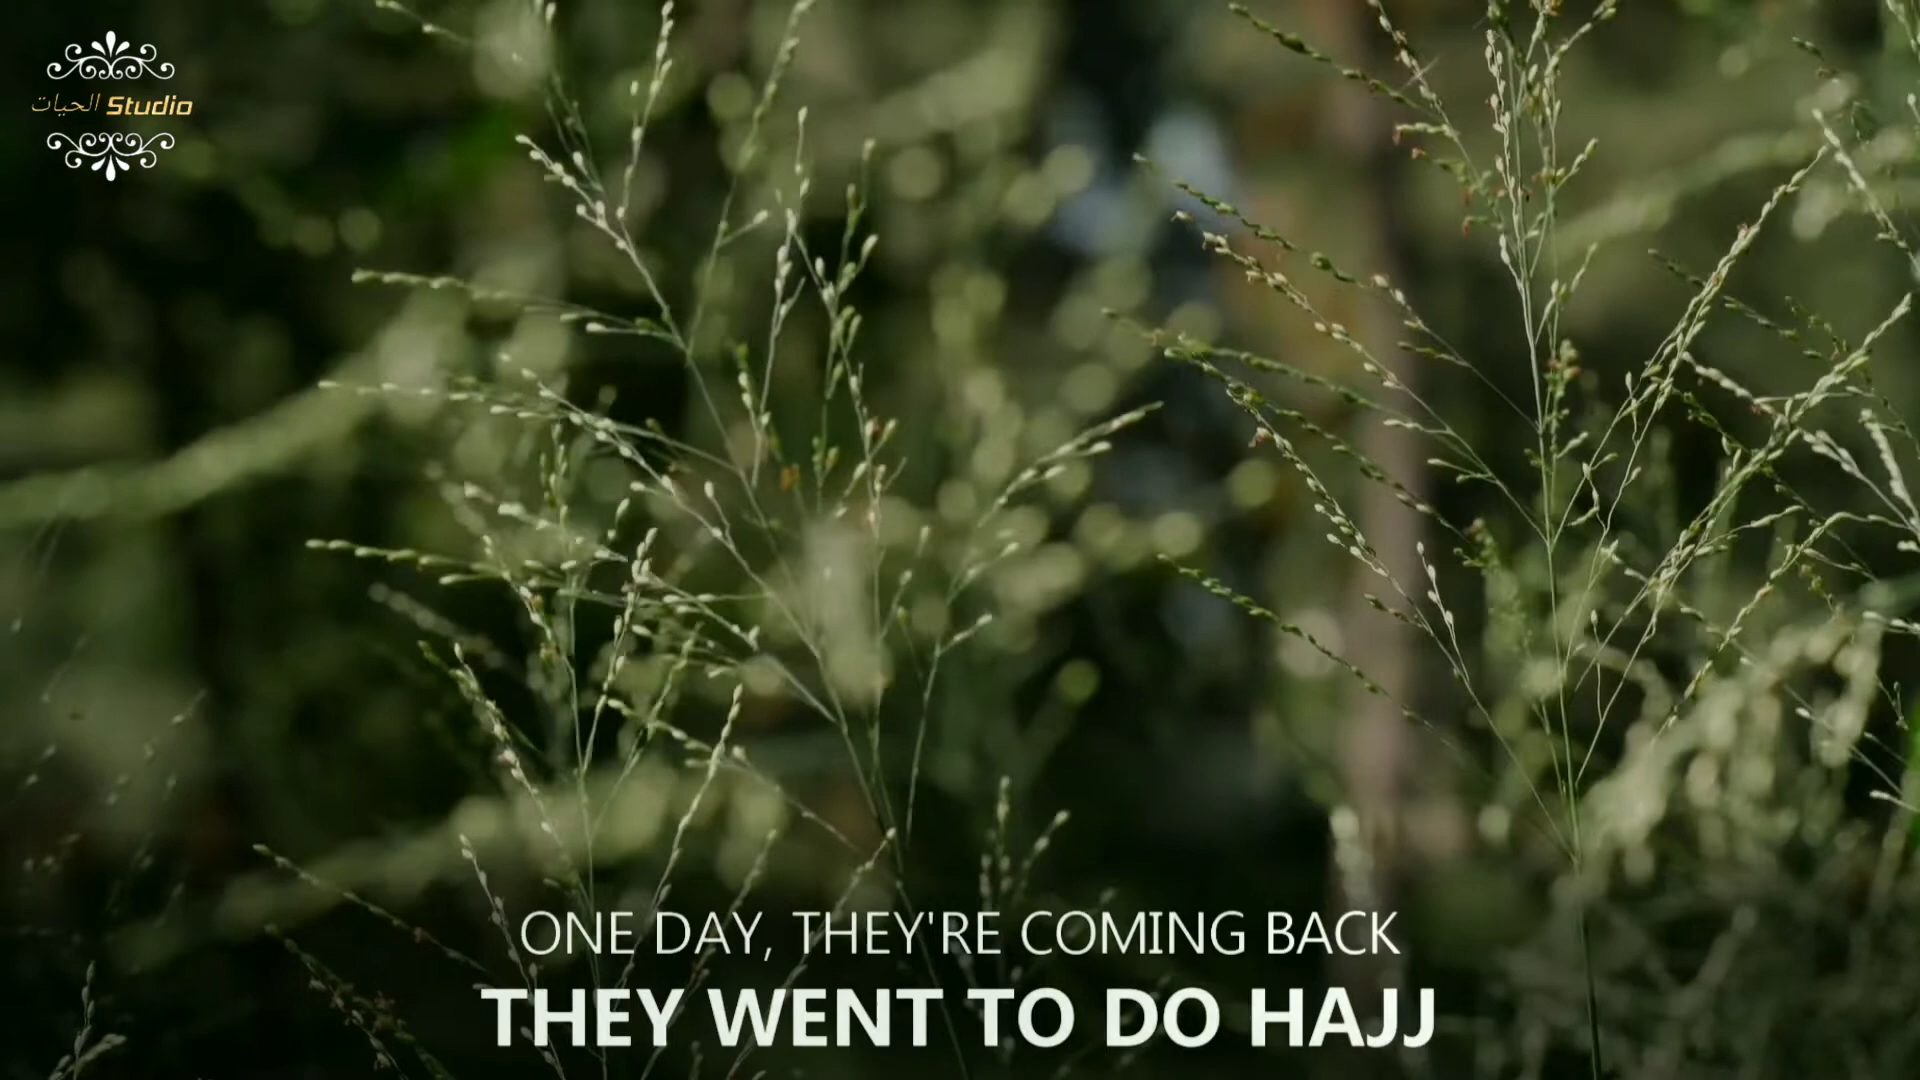 الحيات Studio
ONE DAY, THEY'RE COMING BACK
THEY WENT TO DO HAJJ